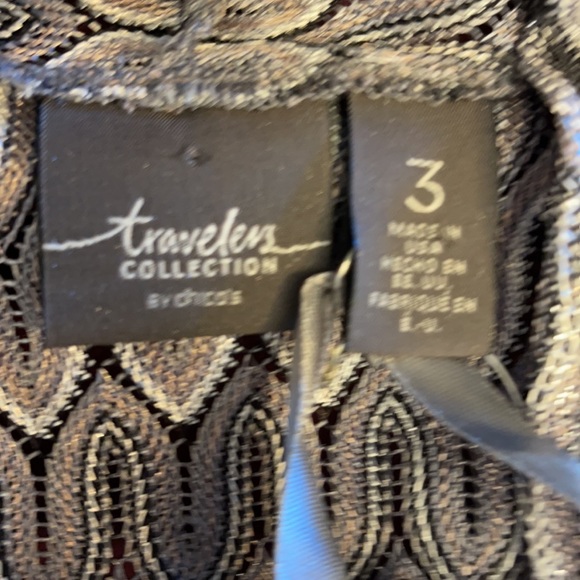 travelers
COLLECTION
BY chico's
3
MADE IN
USA
HECHO EN
EE. UU.
FABRIQUÉ EN
É.-U.